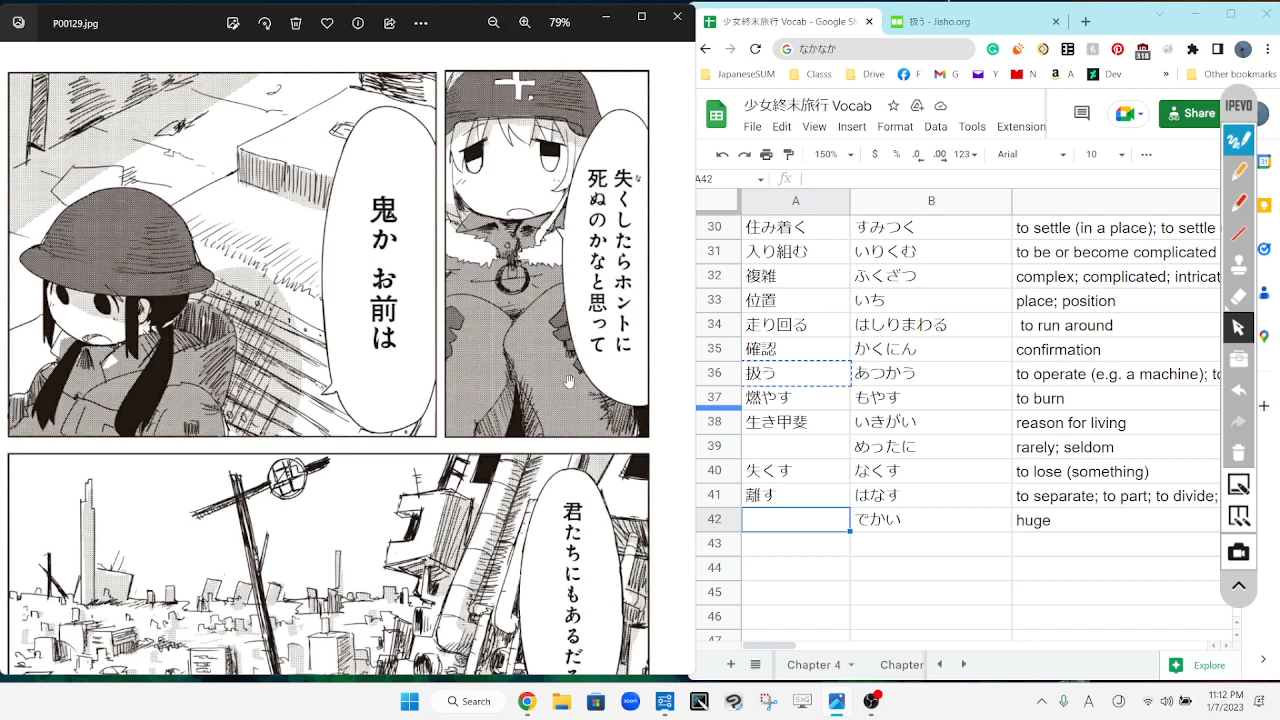 P00129.jpg
79%
失くしたらホントに
な
死ぬのかなと思って
鬼か お前は
君たちにもあるだろ
少女終末旅行 Vocab - Google Sh
扱う - Jisho.org
なかなか
318
JapaneseSUM
Classs
Drive
F
G
Y
N
A
Dev
»
Other bookmarks
少女終末旅行 Vocab
File Edit View Insert Format Data Tools Extension
Share
IPEVO
150%
$ % .0 .00 123
Arial
10
A42
fx
A B
30 住み着く すみつく to settle (in a place); to settle
31 入り組む いりくむ to be or become complicated
32 複雑 ふくざつ complex; complicated; intricat
33 位置 いち place; position
34 走り回る はしりまわる to run around
35 確認 かくにん confirmation
36 扱う あつかう to operate (e.g. a machine); to
37 燃やす もやす to burn
38 生き甲斐 いきがい reason for living
39 めったに rarely; seldom
40 失くす なくす to lose (something)
41 離す はなす to separate; to part; to divide;
42 でかい huge
43
44
45
46
47
Chapter 4
Chapter
Explore
Search
zoom
A
11:12 PM
1/7/2023